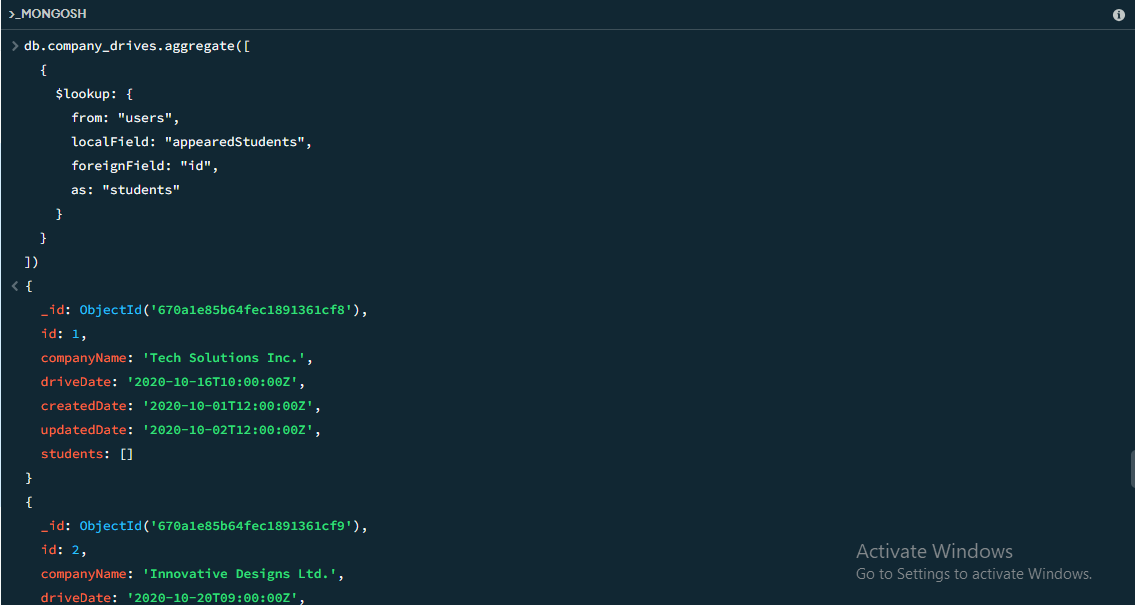 >_MONGOSH
> db.company_drives.aggregate([
{
$lookup: {
from: "users",
localField: "appearedStudents",
foreignField: "id",
as: "students"
}
}
])
< {
_id: ObjectId('670a1e85b64fec1891361cf8'),
id: 1,
companyName: 'Tech Solutions Inc.',
driveDate: '2020-10-16T10:00:00Z',
createdDate: '2020-10-01T12:00:00Z',
updatedDate: '2020-10-02T12:00:00Z',
students: []
}
{
_id: ObjectId('670a1e85b64fec1891361cf9'),
id: 2,
companyName: 'Innovative Designs Ltd.',
driveDate: '2020-10-20T09:00:00Z',
Activate Windows
Go to Settings to activate Windows.